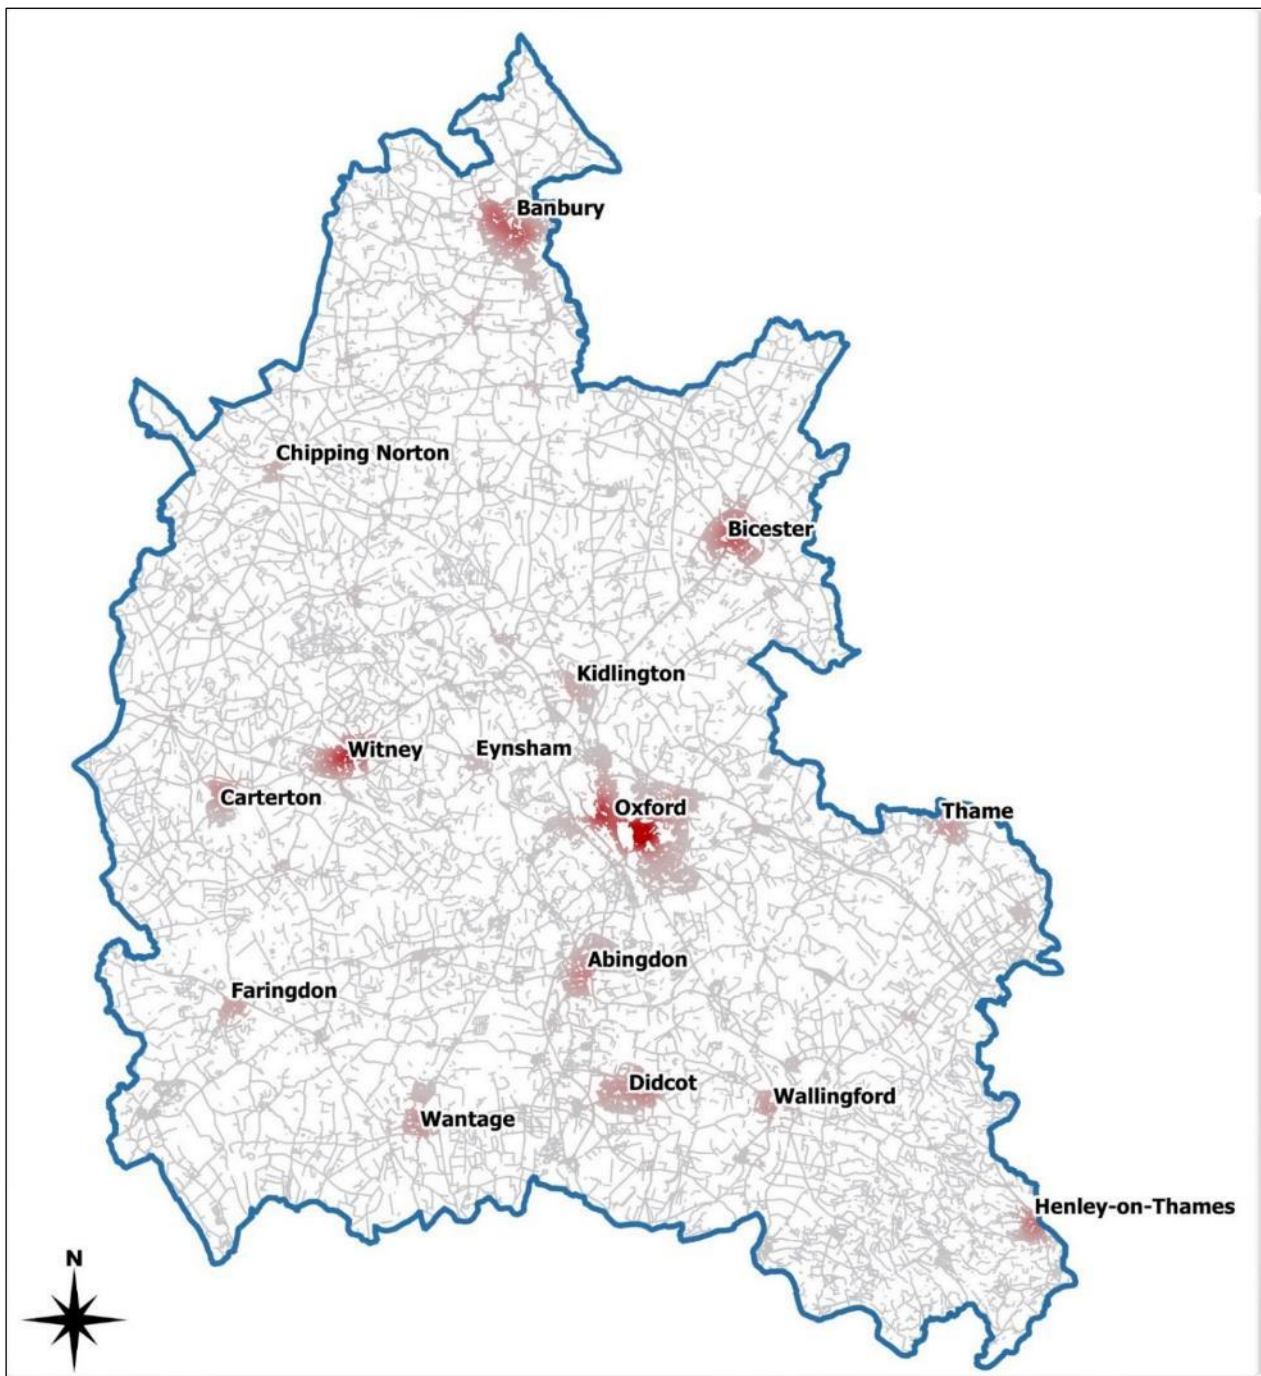 Banbury
Chipping Norton
Bicester
Kidlington
Witney
Eynsham
Carterton
Oxford
Thame
Abingdon
Faringdon
Didcot
Wallingford
Wantage
Henley-on-Thames
N